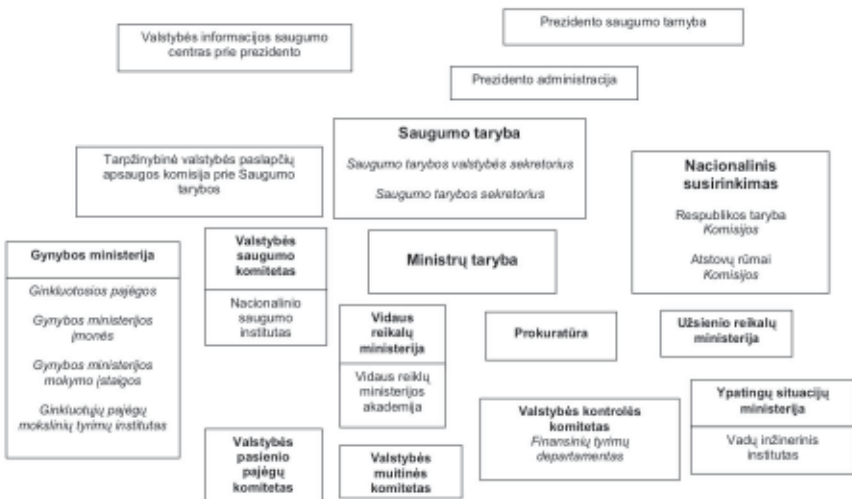 Prezidento saugumo tarnyba
Valstybės informacijos saugumo
centras prie prezidento
Prezidento administracija
Saugumo taryba
Saugumo tarybos valstybės sekretorius
Saugumo tarybos sekretorius
Tarpžinybinė valstybės paslapčių
apsaugos komisija prie Saugumo
tarybos
Nacionalinis
susirinkimas
Respublikos taryba
Komisijos
Atstovų rūmai
Komisijos
Gynybos ministerija
Ginkluotosios pajėgos
Gynybos ministerijos
įmonės
Gynybos ministerijos
mokymo įstaigos
Ginkluotųjų pajėgų
mokslinių tyrimų institutas
Valstybės
saugumo
komitetas
Nacionalinio
saugumo
institutas
Ministrų taryba
Vidaus
reikalų
ministerija
Vidaus reiklų
ministerijos
akademija
Prokuratūra
Užsienio reikalų
ministerija
Valstybės kontrolės
komitetas
Finansinių tyrimų
departamentas
Ypatingų situacijų
ministerija
Vadų inžinerinis
institutas
Valstybės
pasienio
pajėgų
komitetas
Valstybės
muitinės
komitetas